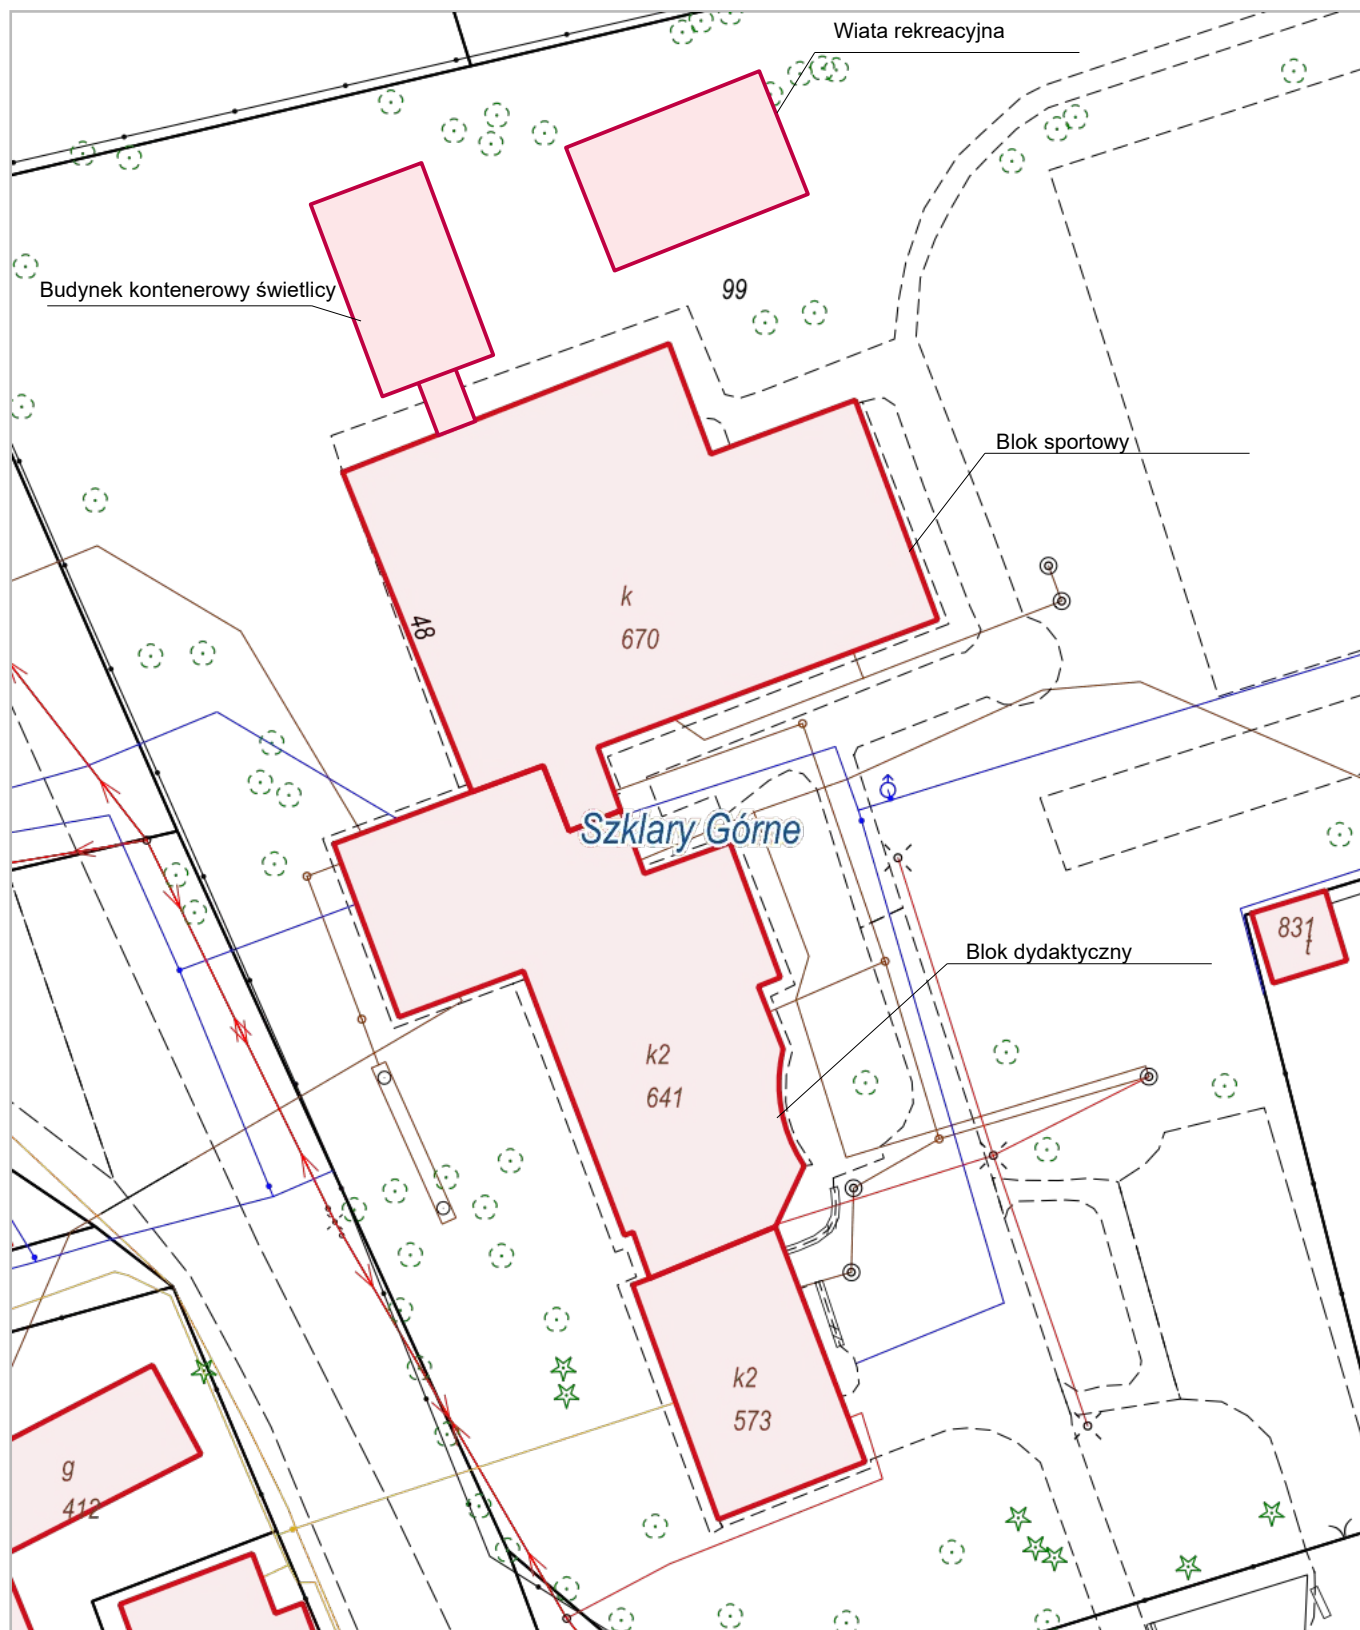 Wiata rekreacyjna
Budynek kontenerowy świetlicy
99
Blok sportowy
k
670
48
Szklary Górne
831
t
Blok dydaktyczny
k2
641
k2
573
g
412